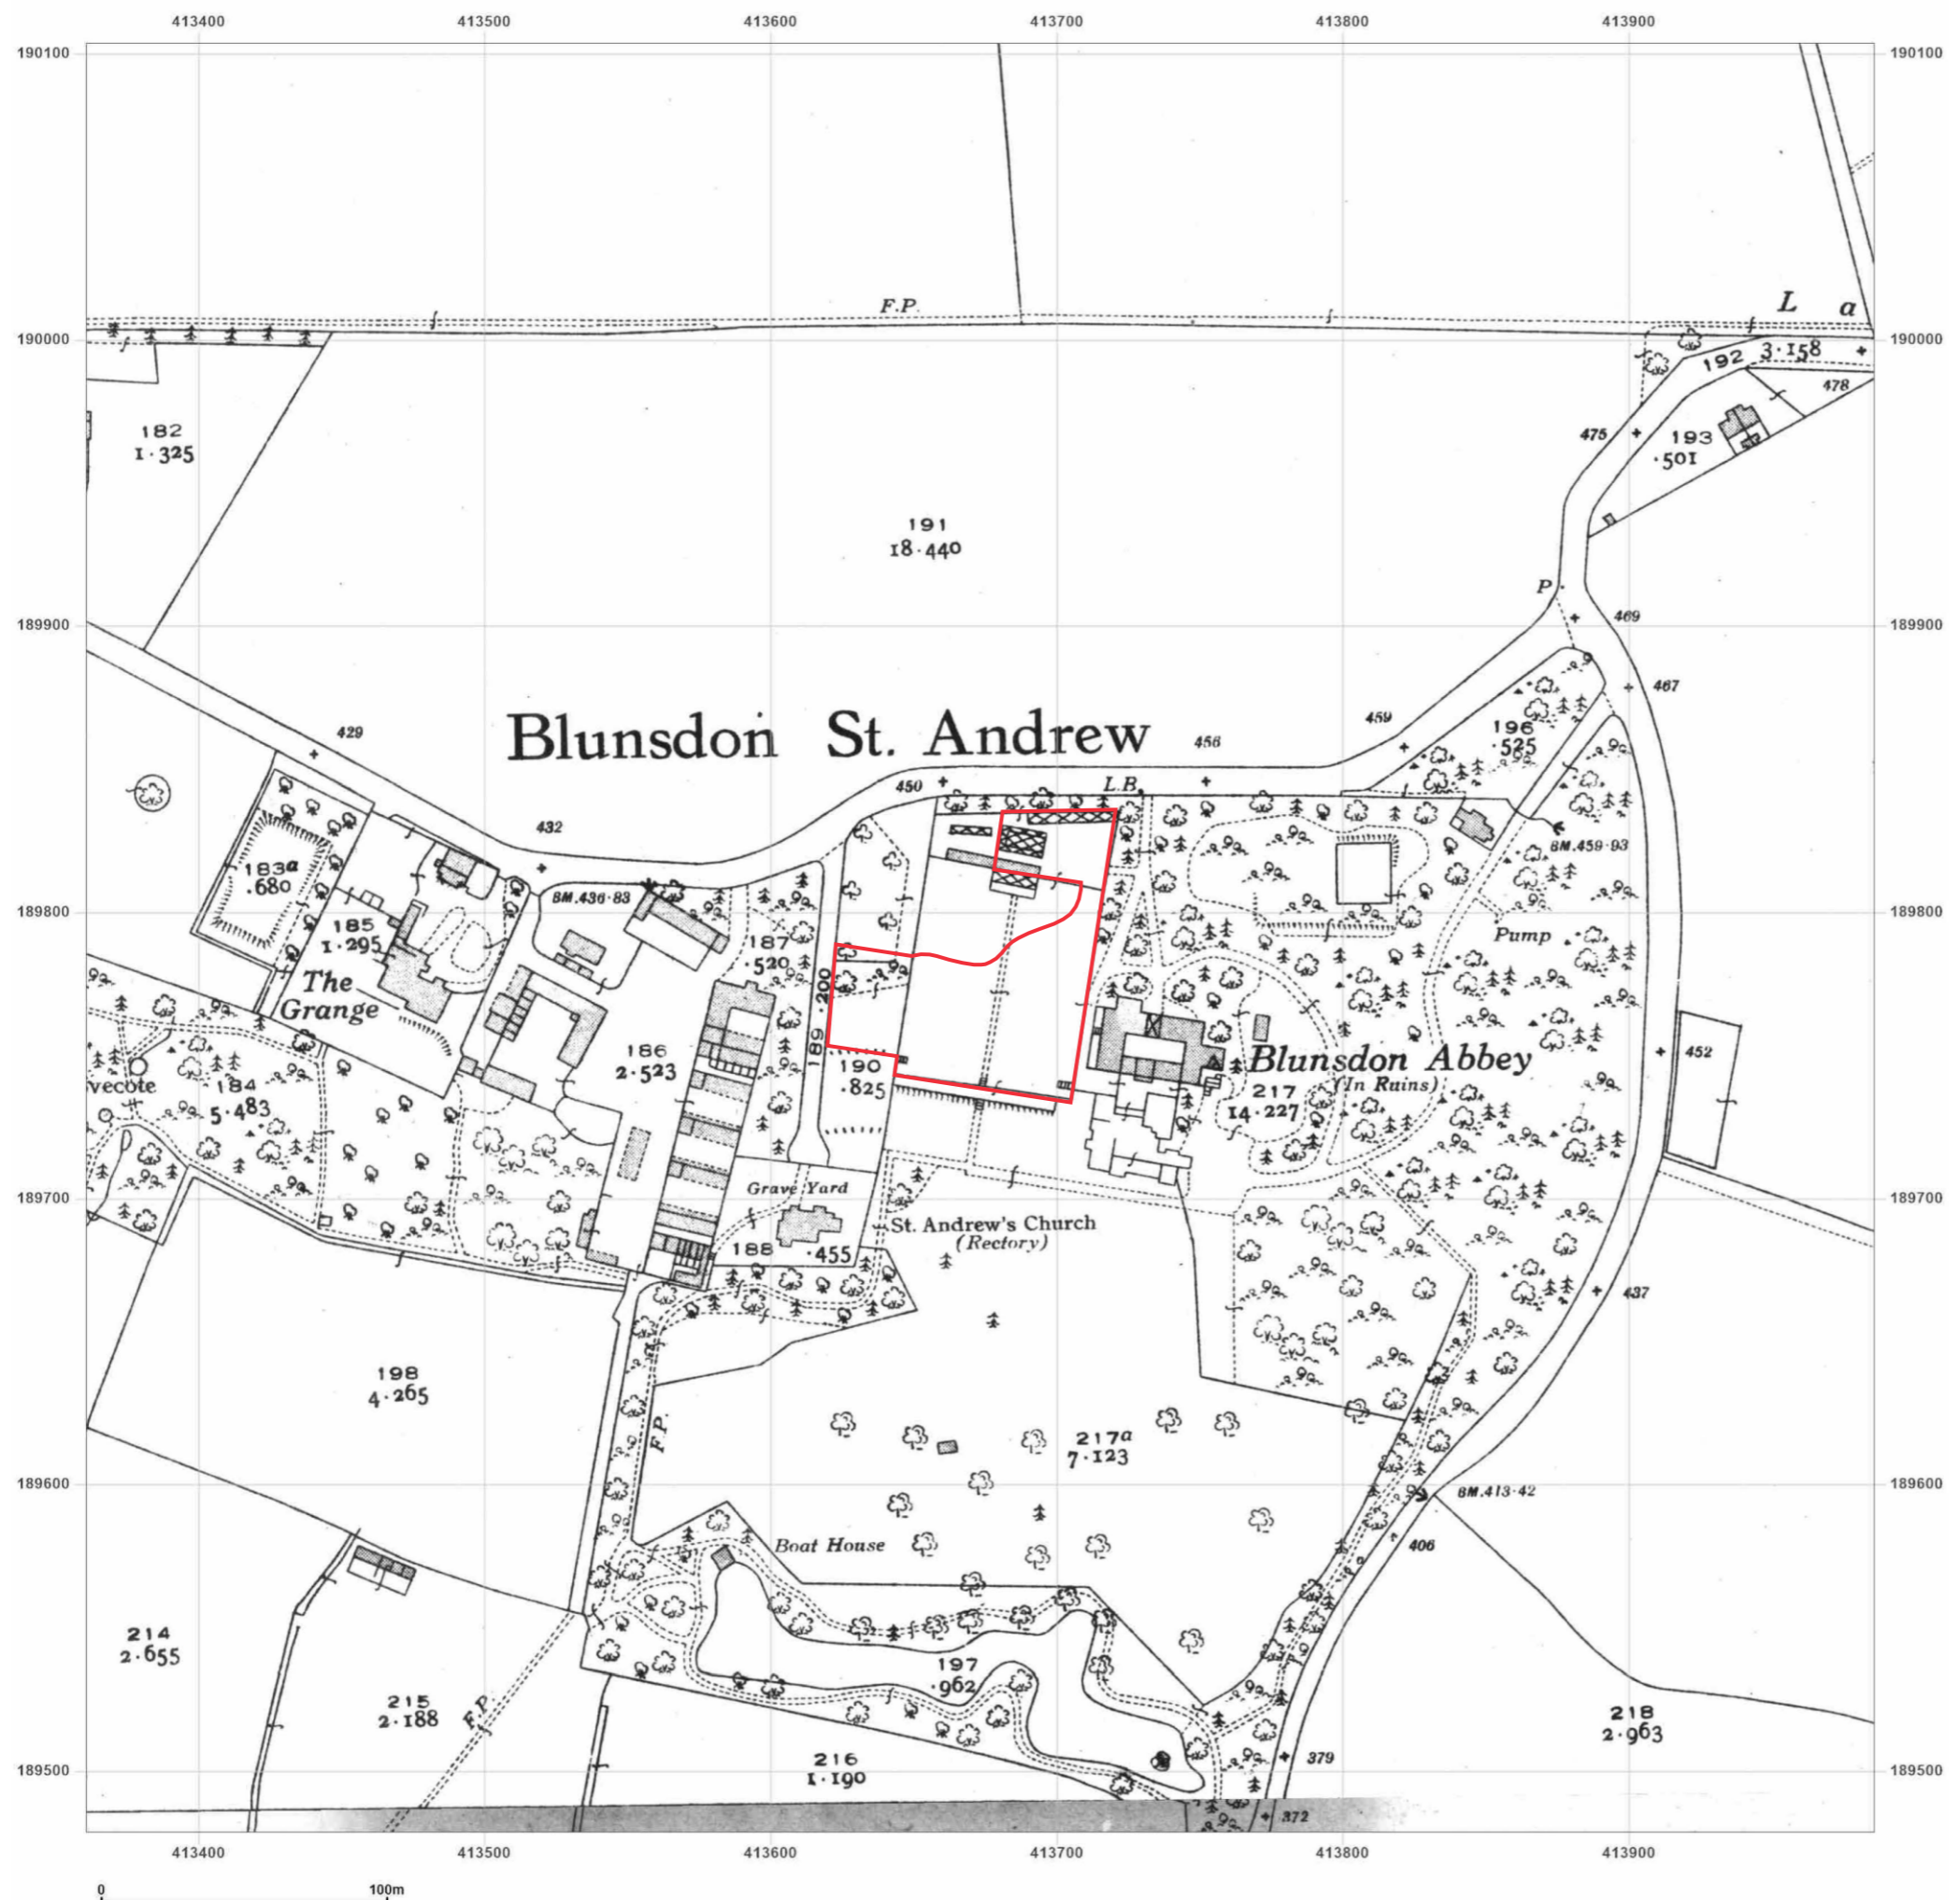 413400 413500 413600 413700 413800 413900
190100 190100
F.P.
L a
190000 190000
192 3·158
478
182
1·325
475
193
·501
191
18·440
P
189900 469 189900
467
459
196
·525
429
Blunsdon St. Andrew
456
450
L.B.
432
BM.459·93
183a
·680
BM.436·83
189800 189800
185
1·295
187
·520
Pump
The
Grange
189 ·200
186
2·523
452
Blunsdon Abbey
(In Ruins)
vecote
184
5·483
190
·825
217
14·227
189700 189700
Grave Yard
St. Andrew's Church
(Rectory)
188 ·455
437
198
4·265
F.P.
217a
7·123
189600 189600
BM.413·42
Boat House
406
214
2·655
197
·962
215
2·188
F.P.
218
2·963
216
1·190
379
189500 189500
372
413400 413500 413600 413700 413800 413900
0 100m